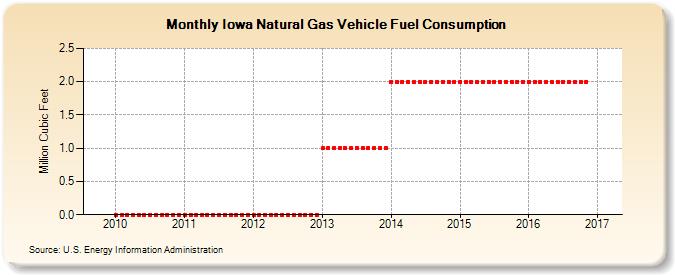 Monthly Iowa Natural Gas Vehicle Fuel Consumption
Million Cubic Feet
2.5
2.0
1.5
1.0
0.5
0.0
2010 2011 2012 2013 2014 2015 2016 2017
Source: U.S. Energy Information Administration